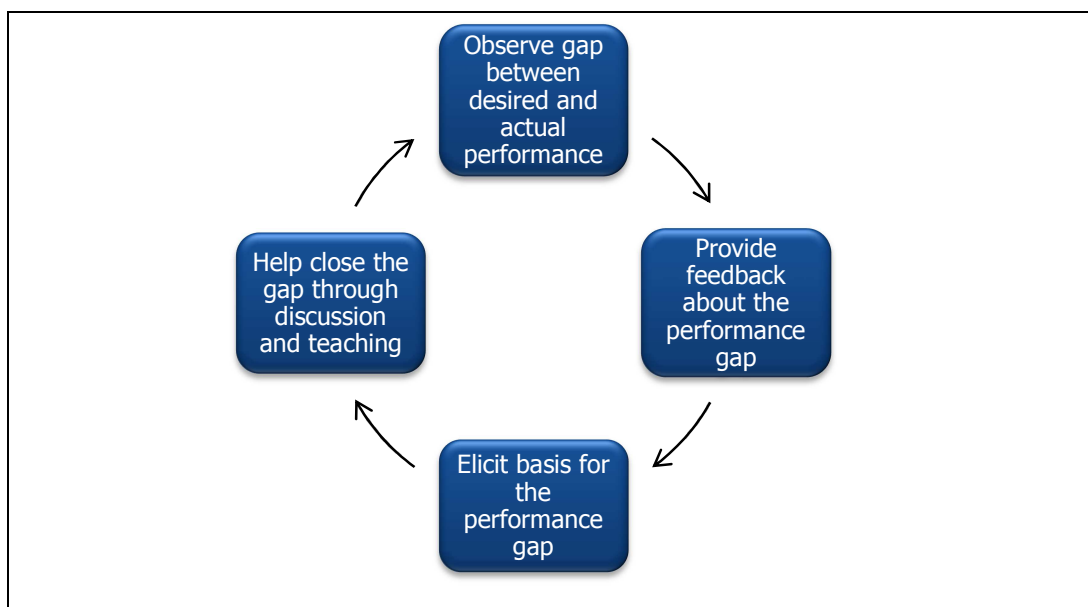 Observe gap
between
desired and
actual
performance
Provide
feedback
about the
performance
gap
Elicit basis for
the
performance
gap
Help close the
gap through
discussion
and teaching